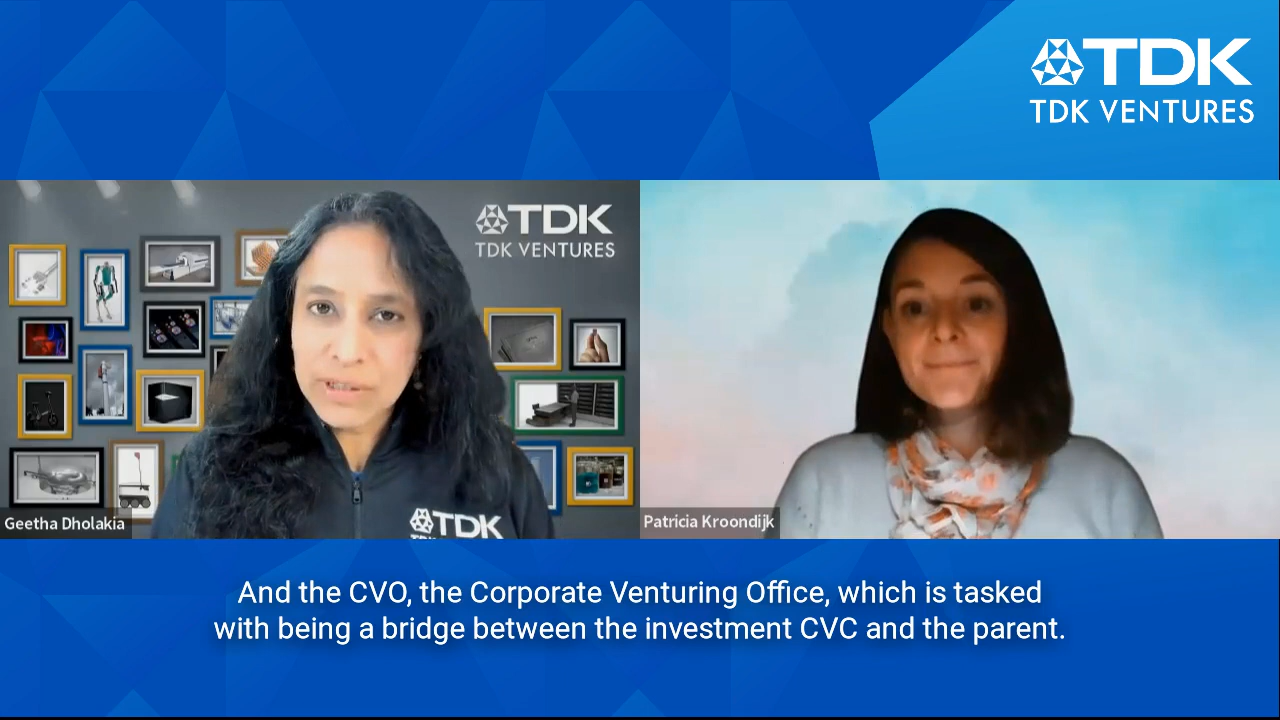 TDK
TDK VENTURES
TDK
TDK VENTURES
TDK
Geetha Dholakia
Patricia Kroondijk
And the CVO, the Corporate Venturing Office, which is tasked
with being a bridge between the investment CVC and the parent.